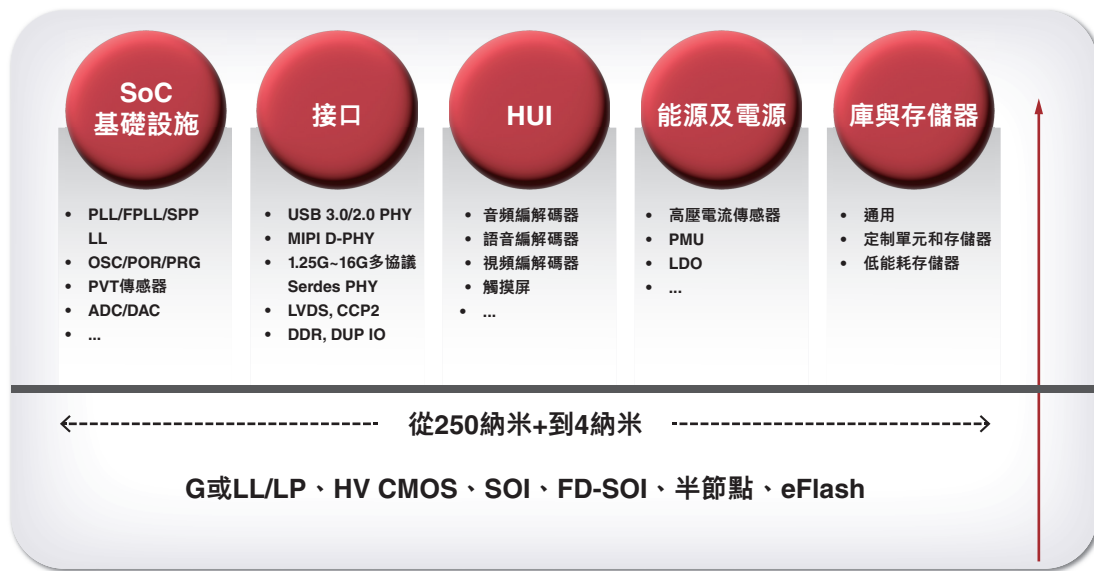 SoC
基礎設施
接口
HUI
能源及電源
庫與存儲器
• PLL/FPLL/SPP
LL
• OSC/POR/PRG
• PVT傳感器
• ADC/DAC
• ...
• USB 3.0/2.0 PHY
• MIPI D-PHY
• 1.25G~16G多協議
Serdes PHY
• LVDS, CCP2
• DDR, DUP IO
• 音頻編解碼器
• 語音編解碼器
• 視頻編解碼器
• 觸摸屏
• ...
• 高壓電流傳感器
• PMU
• LDO
• ...
• 通用
• 定制單元和存儲器
• 低能耗存儲器
從250納米+到4納米
G或LL/LP、HV CMOS、SOI、FD-SOI、半節點、eFlash